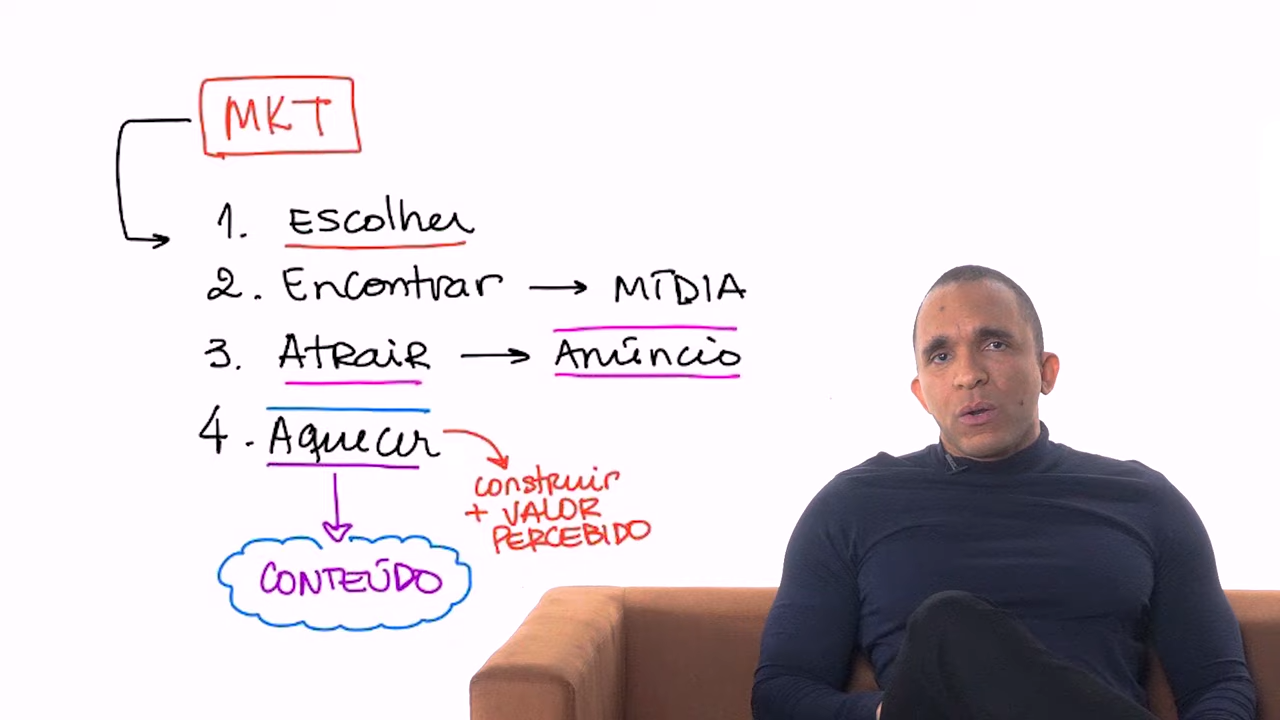 MKT
1. Escolher
2. Encontrar → MÍDIA
3. Atrair → Anúncio
4. Aquecer
construir
+ VALOR
PERCEBIDO
CONTEÚDO